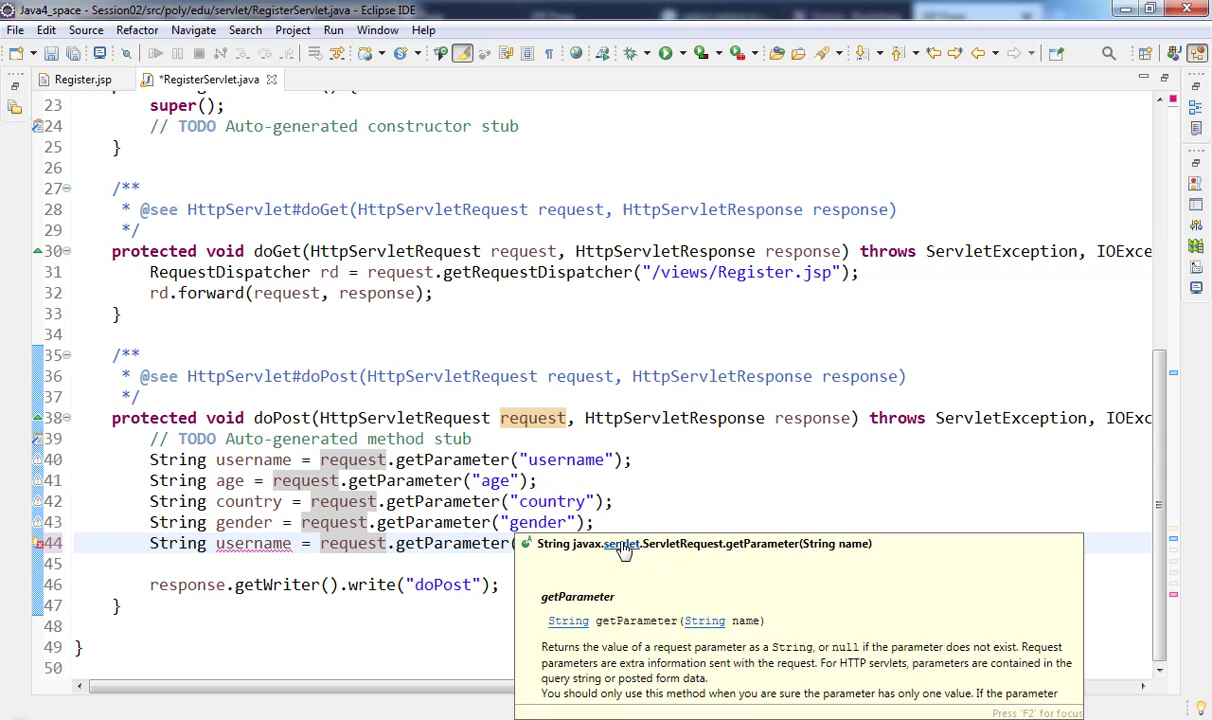 Java4_space - Session02/src/poly/edu/servlet/RegisterServlet.java - Eclipse IDE
File Edit Source Refactor Navigate Search Project Run Window Help
Register.jsp *RegisterServlet.java
23 super();
24 // TODO Auto-generated constructor stub
25 }
26
27 /**
28 * @see HttpServlet#doGet(HttpServletRequest request, HttpServletResponse response)
29 */
30 protected void doGet(HttpServletRequest request, HttpServletResponse response) throws ServletException, IOExce
31 RequestDispatcher rd = request.getRequestDispatcher("/views/Register.jsp");
32 rd.forward(request, response);
33 }
34
35 /**
36 * @see HttpServlet#doPost(HttpServletRequest request, HttpServletResponse response)
37 */
38 protected void doPost(HttpServletRequest request, HttpServletResponse response) throws ServletException, IOExc
39 // TODO Auto-generated method stub
40 String username = request.getParameter("username");
41 String age = request.getParameter("age");
42 String country = request.getParameter("country");
43 String gender = request.getParameter("gender");
44 String username = request.getParameter(
45
46 response.getWriter().write("doPost");
47 }
48
49 }
50
String javax.servlet.ServletRequest.getParameter(String name)
getParameter
String getParameter(String name)
Returns the value of a request parameter as a String, or null if the parameter does not exist. Request
parameters are extra information sent with the request. For HTTP servlets, parameters are contained in the
query string or posted form data.
You should only use this method when you are sure the parameter has only one value. If the parameter
Press 'F2' for focus